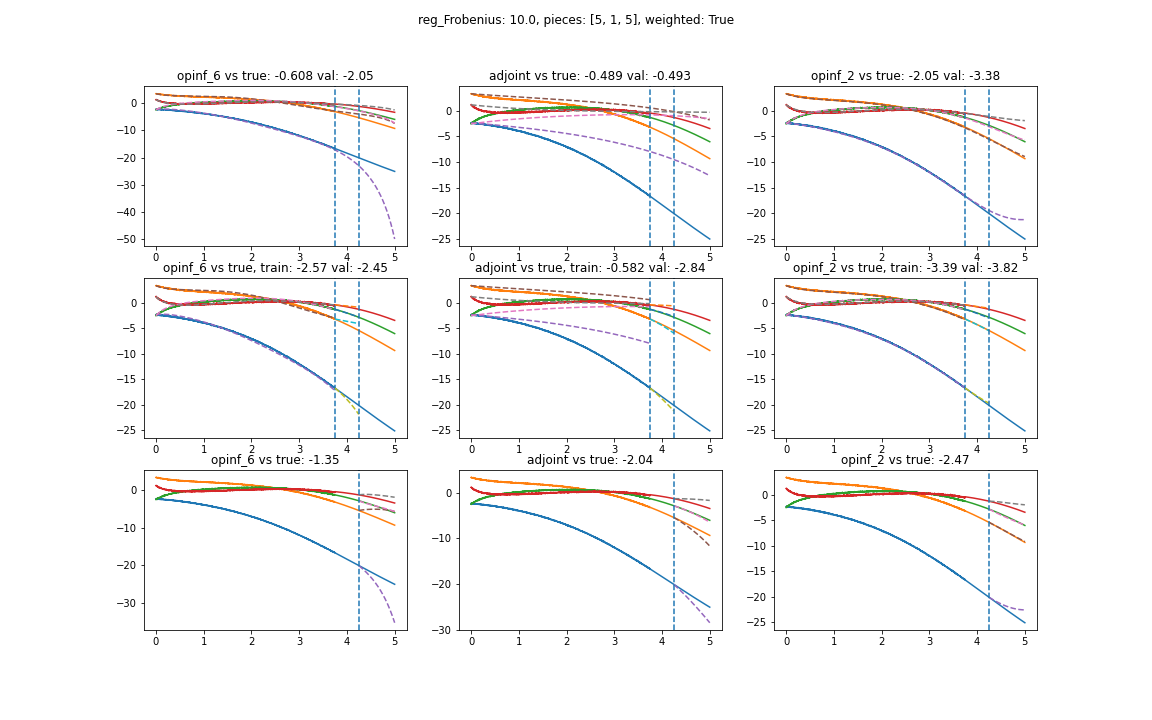 reg_Frobenius: 10.0, pieces: [5, 1, 5], weighted: True
opinf_6 vs true: -0.608 val: -2.05
adjoint vs true: -0.489 val: -0.493
opinf_2 vs true: -2.05 val: -3.38
0
−10
−20
−30
−40
−50
0 1 2 3 4 5
0
−5
−10
−15
−20
−25
0 1 2 3 4 5
0
−5
−10
−15
−20
−25
0 1 2 3 4 5
opinf_6 vs true, train: -2.57 val: -2.45
adjoint vs true, train: -0.582 val: -2.84
opinf_2 vs true, train: -3.39 val: -3.82
0
−5
−10
−15
−20
−25
0 1 2 3 4 5
0
−5
−10
−15
−20
−25
0 1 2 3 4 5
0
−5
−10
−15
−20
−25
0 1 2 3 4 5
opinf_6 vs true: -1.35
adjoint vs true: -2.04
opinf_2 vs true: -2.47
0
−10
−20
−30
0 1 2 3 4 5
0
−10
−20
−30
0 1 2 3 4 5
0
−5
−10
−15
−20
−25
0 1 2 3 4 5